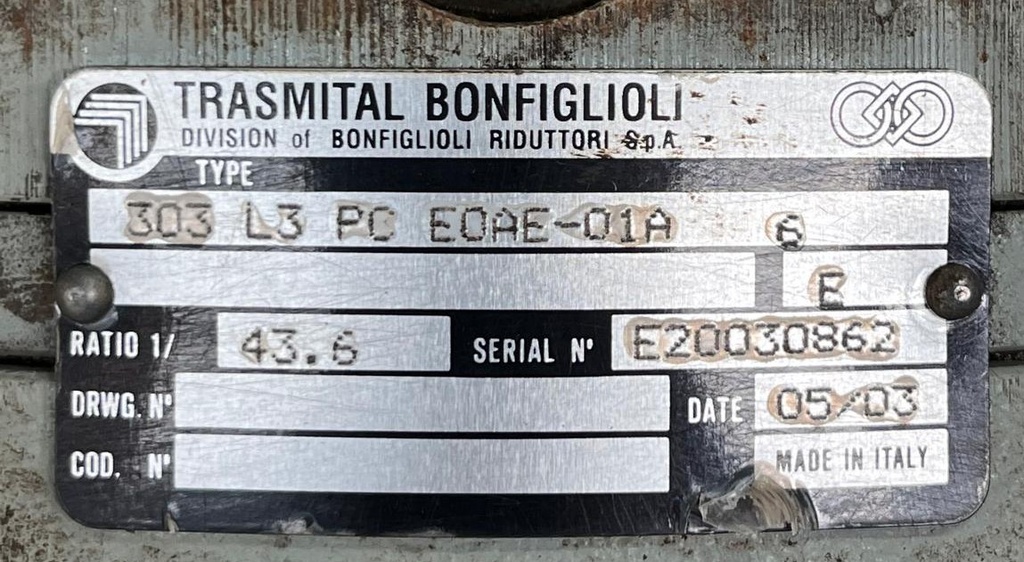 TRASMITAL BONFIGLIOLI
DIVISION of BONFIGLIOLI RIDUTTORI SpA
TYPE
303 L3 PC EOAE-01A 6
E
RATIO 1/ 43.6 SERIAL N° E20030862
DRWG. N° DATE 05/03
COD. N° MADE IN ITALY